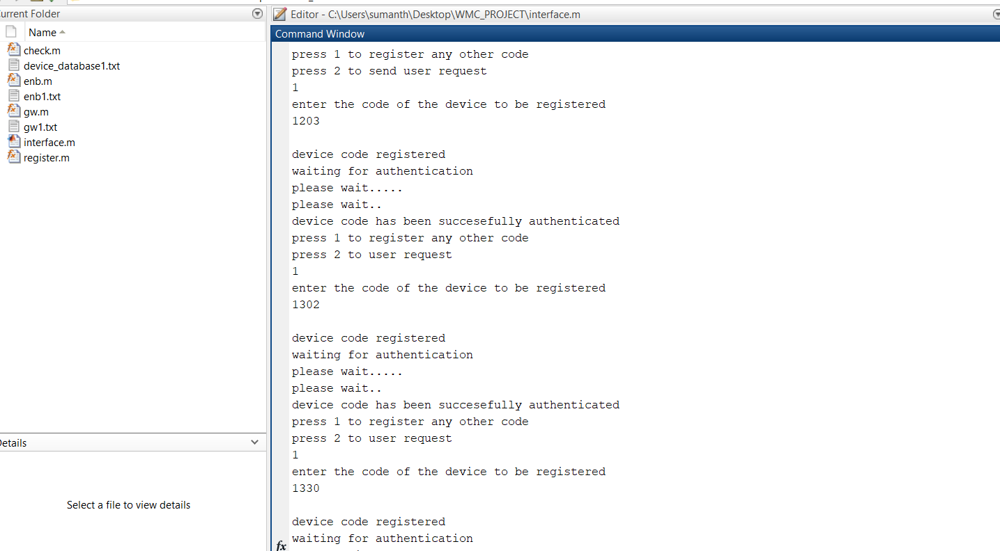 urrent Folder
Name
check.m
device_database1.txt
enb.m
enb1.txt
gw.m
gw1.txt
interface.m
register.m
etails
Select a file to view details
Editor - C:\Users\sumanth\Desktop\WMC_PROJECT\interface.m
Command Window
press 1 to register any other code
press 2 to send user request
1
enter the code of the device to be registered
1203
device code registered
waiting for authentication
please wait.....
please wait..
device code has been succesefully authenticated
press 1 to register any other code
press 2 to user request
1
enter the code of the device to be registered
1302
device code registered
waiting for authentication
please wait.....
please wait..
device code has been succesefully authenticated
press 1 to register any other code
press 2 to user request
1
enter the code of the device to be registered
1330
device code registered
waiting for authentication
fx